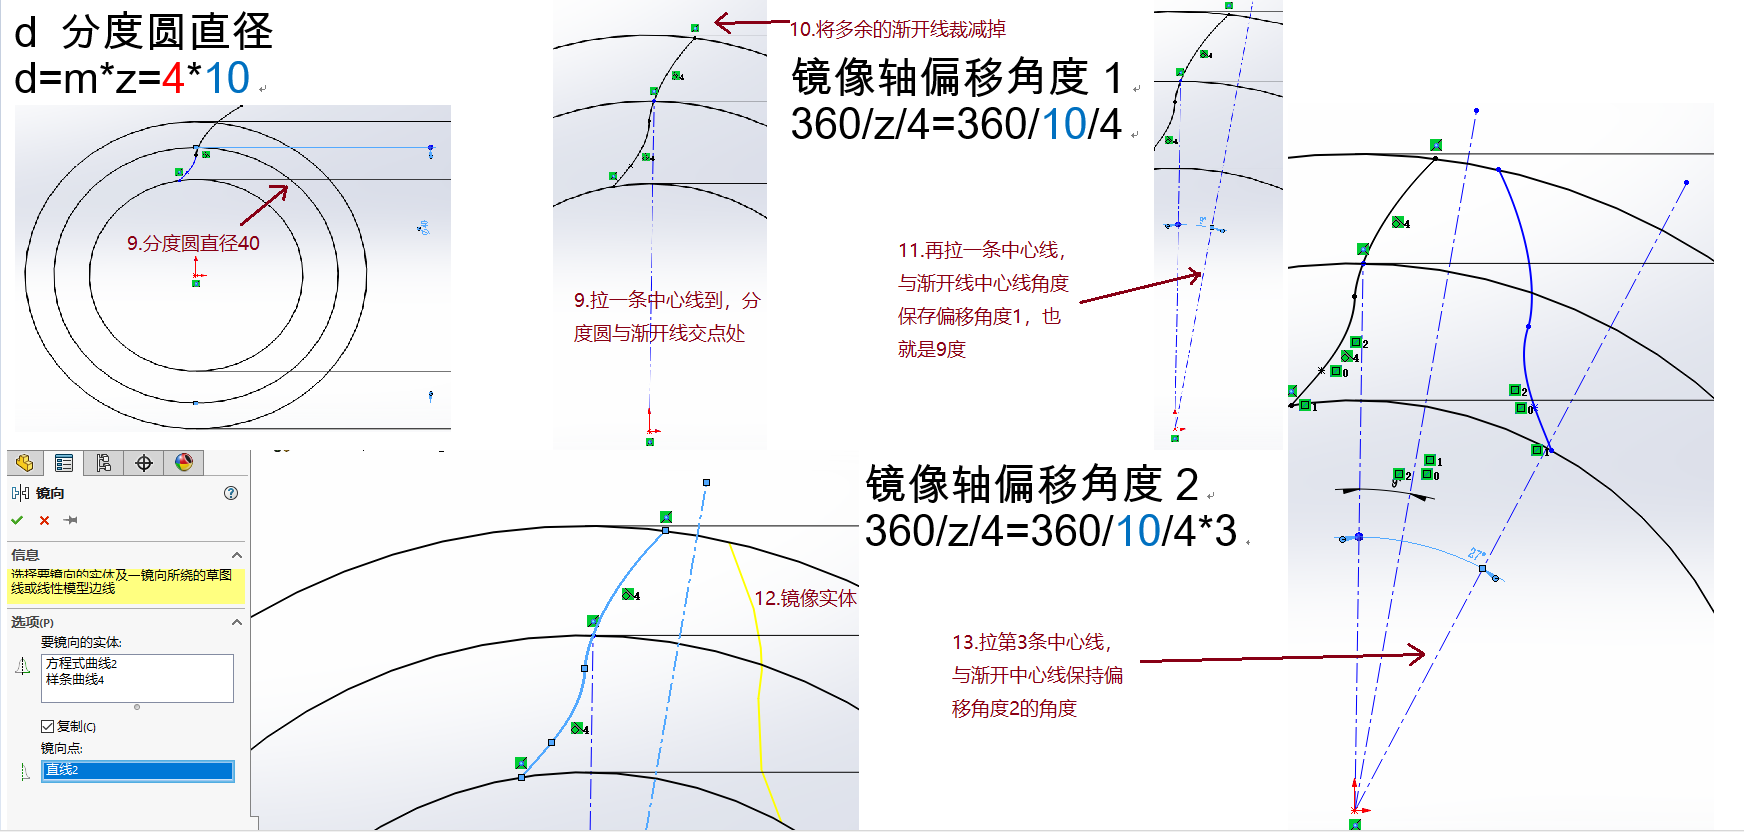 d 分度圆直径
d=m*z=4*10
9.分度圆直径40
9.拉一条中心线到，分
度圆与渐开线交点处
10.将多余的渐开线裁减掉
镜像轴偏移角度 1
360/z/4=360/10/4
11.再拉一条中心线，
与渐开线中心线角度
保存偏移角度1，也
就是9度
9°
镜向
信息
选择要镜向的实体及一镜向所绕的草图
线或线性模型边线
选项(P)
要镜向的实体:
方程式曲线2
样条曲线4
复制(C)
镜向点:
直线2
12.镜像实体
镜像轴偏移角度 2
360/z/4=360/10/4*3
13.拉第3条中心线，
与渐开中心线保持偏
移角度2的角度
27°